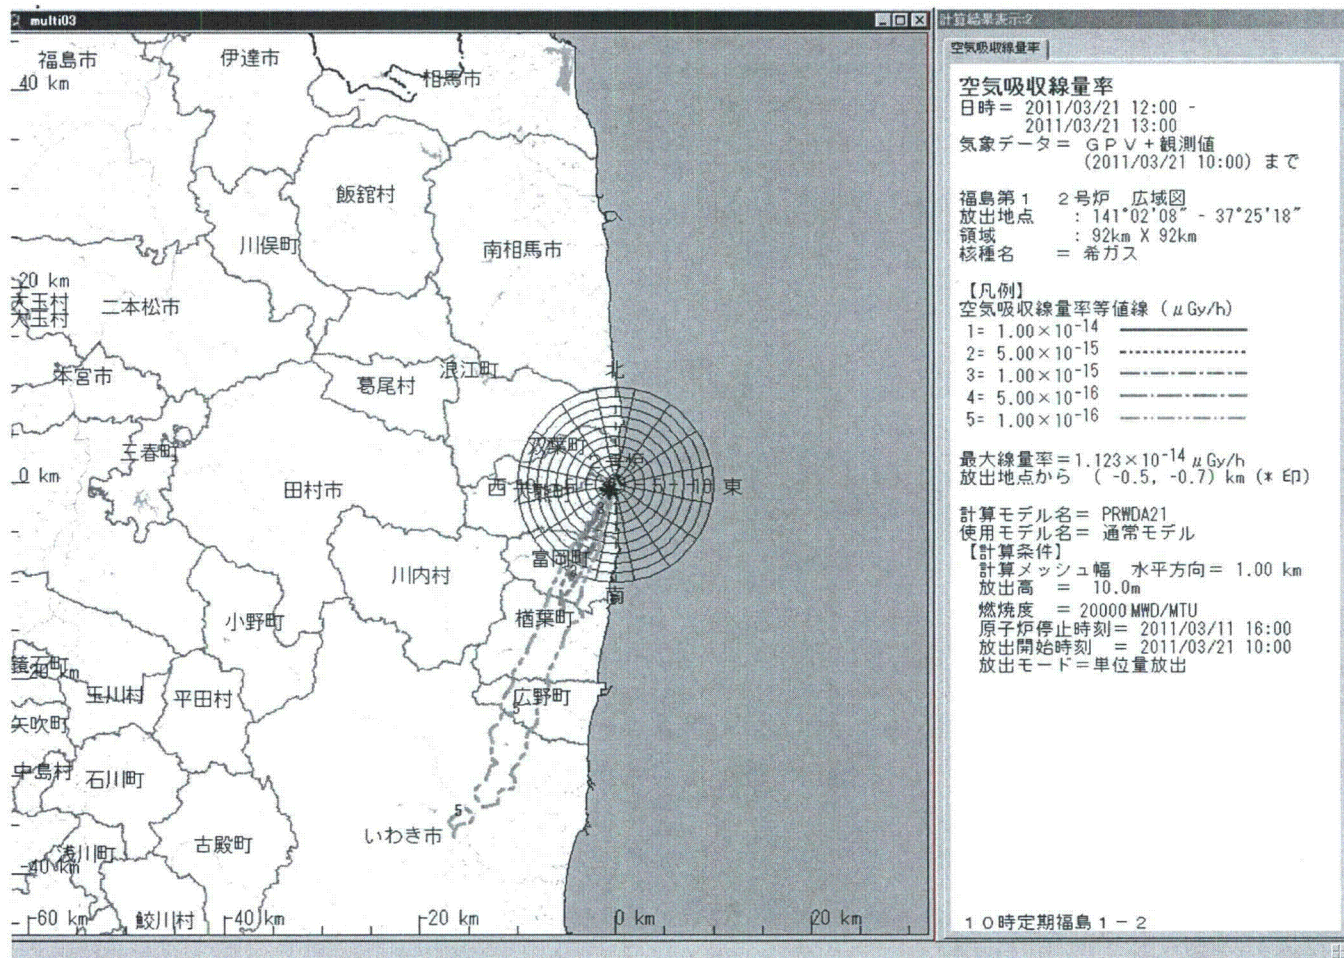 multi03
福島市
伊達市
相馬市
40 km
飯舘村
川俣町
南相馬市
20 km
大玉村
大玉村
二本松市
本宮市
葛尾村
浪江町
北
三春町
双葉町
0 km
田村市
西
東
富岡町
川内村
南
小野町
楢葉町
鏡石町
-20 km
玉川村
平田村
広野町
5
矢吹町
中島村
石川町
5
いわき市
古殿町
浅川町
-40 km
鮫川村
-60 km
-40 km
-20 km
0 km
20 km
計算結果表示:2
空気吸収線量率
空気吸収線量率
日時= 2011/03/21 12:00 -
2011/03/21 13:00
気象データ= GPV+観測値
(2011/03/21 10:00) まで
福島第1 2号炉 広域図
放出地点 : 141°02'08" - 37°25'18"
領域 : 92km X 92km
核種名 = 希ガス
【凡例】
空気吸収線量率等値線 (μGy/h)
1= 1.00×10-14
2= 5.00×10-15
3= 1.00×10-15
4= 5.00×10-16
5= 1.00×10-16
最大線量率=1.123×10-14 μGy/h
放出地点から ( -0.5, -0.7) km (* 印)
計算モデル名= PRWDA21
使用モデル名= 通常モデル
【計算条件】
計算メッシュ幅 水平方向= 1.00 km
放出高 = 10.0m
燃焼度 = 20000MWD/MTU
原子炉停止時刻= 2011/03/11 16:00
放出開始時刻 = 2011/03/21 10:00
放出モード=単位量放出
10時定期福島1-2